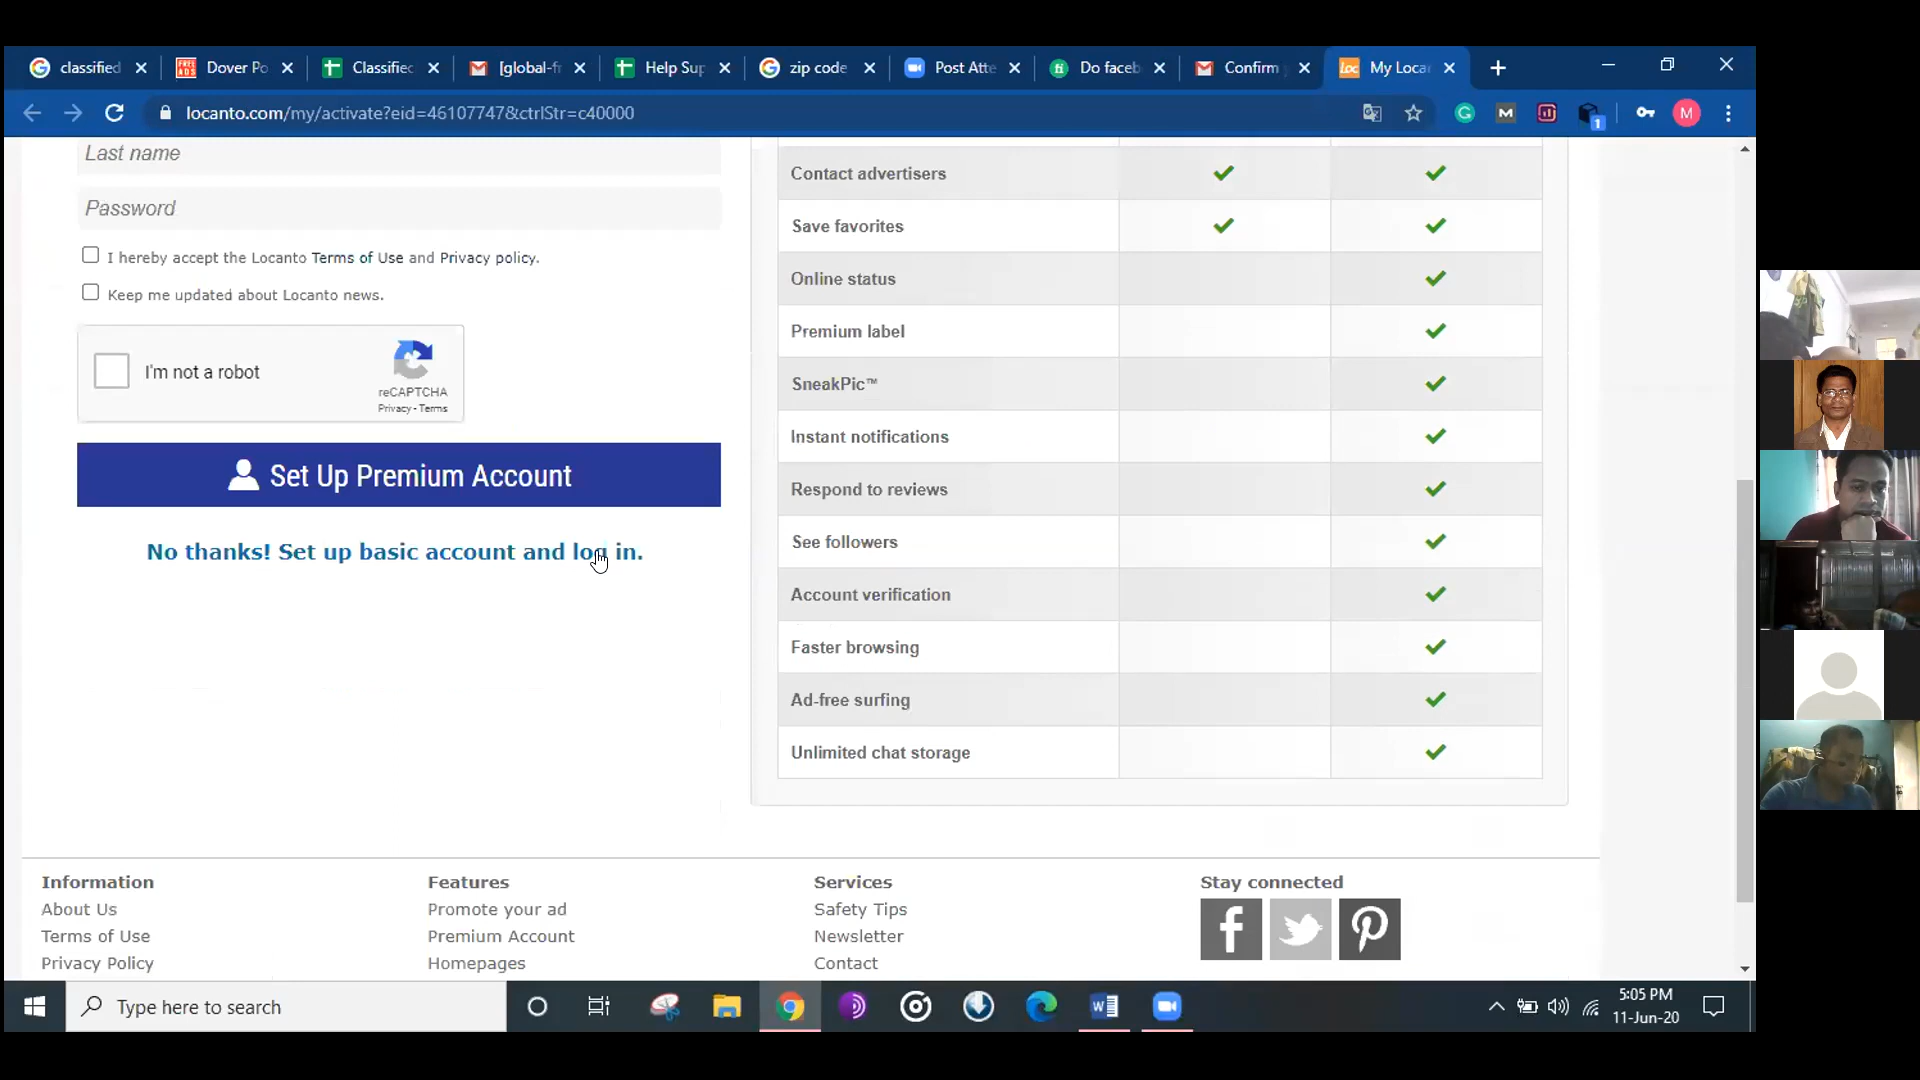 classified
Dover Po
Classified
[global-fr
Help Sup
zip code
Post Atte
Do faceb
Confirm
My Loca
locanto.com/my/activate?eid=46107747&ctrlStr=c40000
M
M
1
Last name
Password
I hereby accept the Locanto Terms of Use and Privacy policy.
Keep me updated about Locanto news.
I'm not a robot
reCAPTCHA
Privacy - Terms
Set Up Premium Account
No thanks! Set up basic account and log in.
Contact advertisers
Save favorites
Online status
Premium label
SneakPic™
Instant notifications
Respond to reviews
See followers
Account verification
Faster browsing
Ad-free surfing
Unlimited chat storage
Information
About Us
Terms of Use
Privacy Policy
Features
Promote your ad
Premium Account
Homepages
Services
Safety Tips
Newsletter
Contact
Stay connected
Type here to search
5:05 PM
11-Jun-20